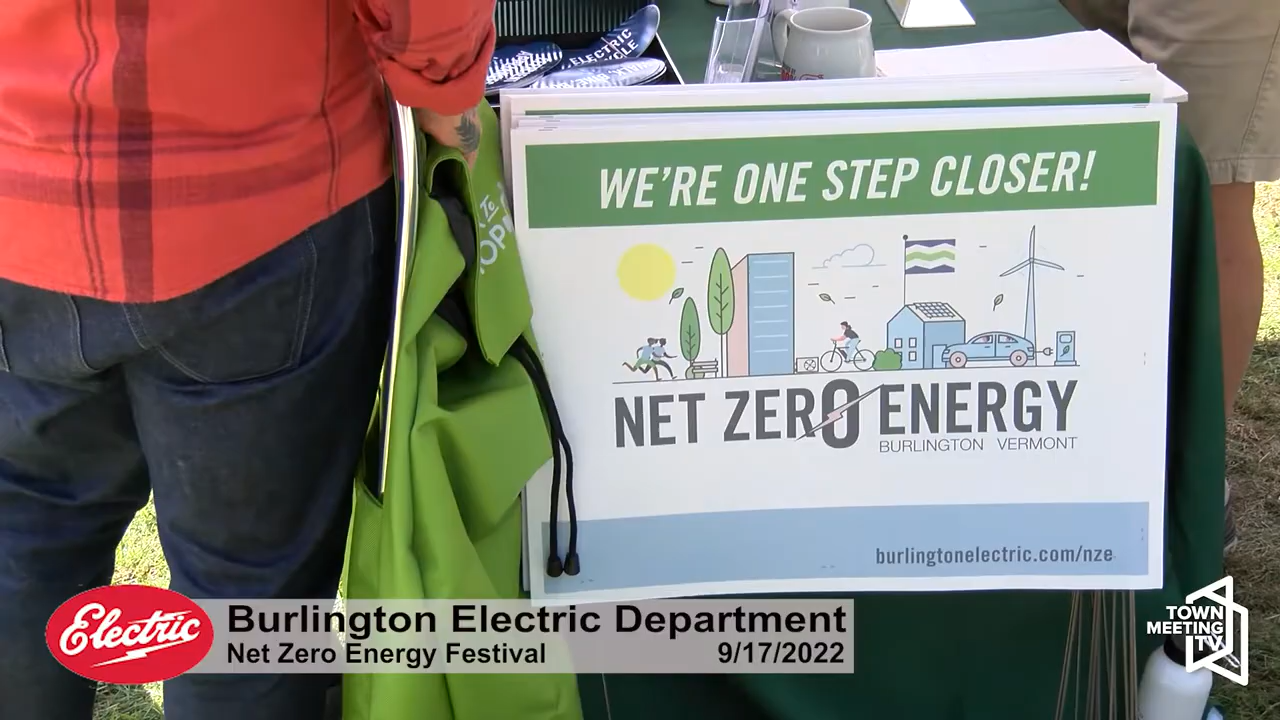 ELECTRIC
WE'RE ONE STEP CLOSER!
NET ZERO ENERGY
BURLINGTON VERMONT
burlingtonelectric.com/nze
Electric
Burlington Electric Department
Net Zero Energy Festival 9/17/2022
TOWN
MEETING
TV